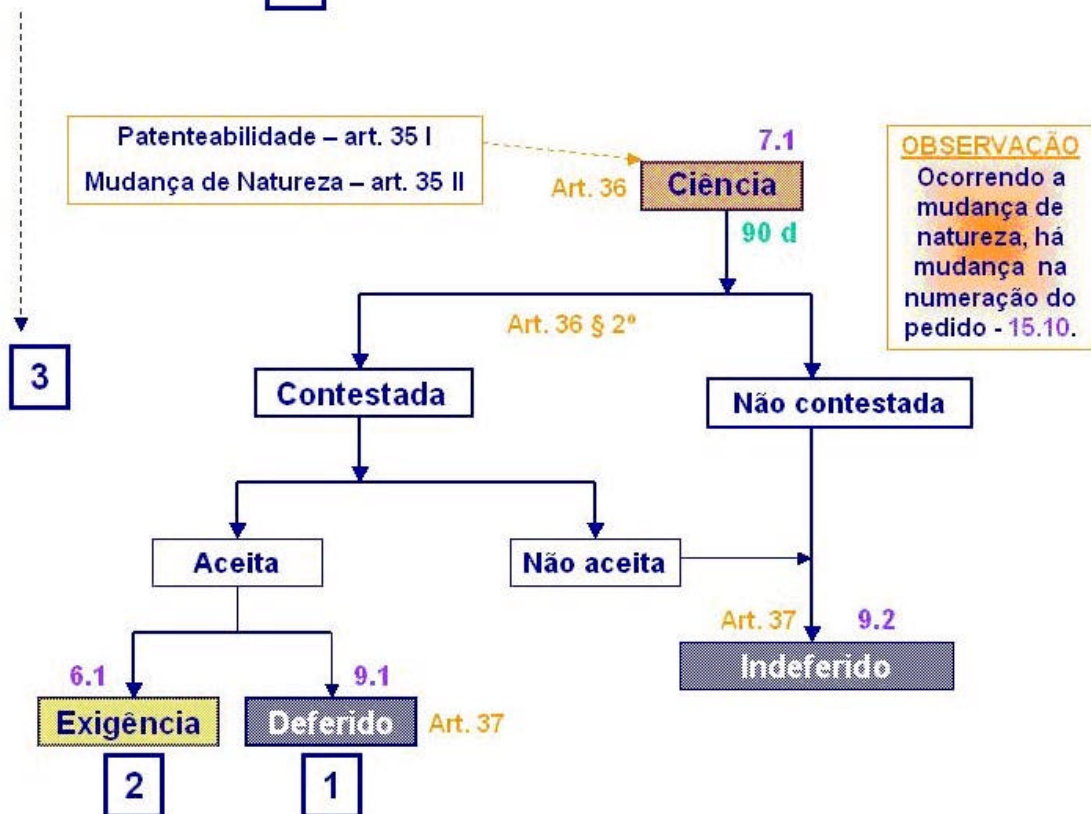 Patenteabilidade – art. 35 I
Mudança de Natureza – art. 35 II
7.1
Art. 36
Ciência
90 d
OBSERVAÇÃO
Ocorrendo a
mudança de
natureza, há
mudança na
numeração do
pedido - 15.10.
Art. 36 § 2º
3
Contestada
Não contestada
Aceita
Não aceita
Art. 37
9.2
Indeferido
6.1
9.1
Exigência
Deferido
Art. 37
2
1